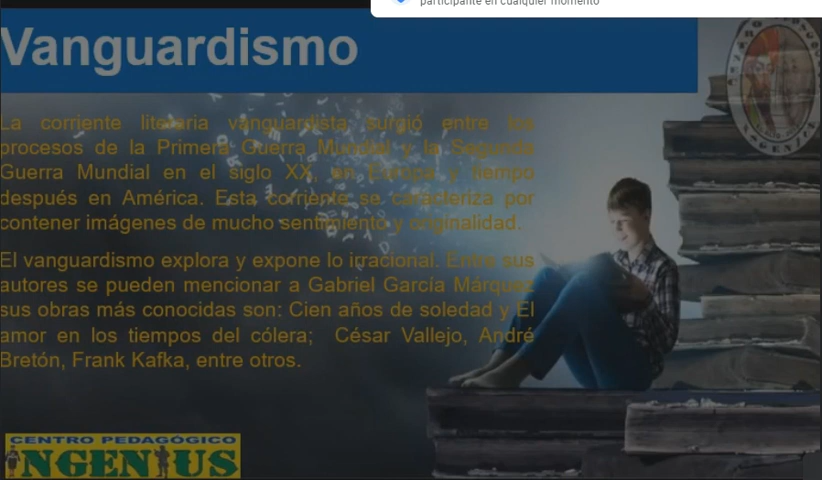 participante en cualquier momento
Vanguardismo
La corriente literaria vanguardista surgió entre los
procesos de la Primera Guerra Mundial y la Segunda
Guerra Mundial en el siglo XX, en Europa y tiempo
después en América. Esta corriente se caracteriza por
contener imágenes de mucho sentimiento y originalidad.
El vanguardismo explora y expone lo irracional. Entre sus
autores se pueden mencionar a Gabriel García Márquez
sus obras más conocidas son: Cien años de soledad y El
amor en los tiempos del cólera; César Vallejo, André
Bretón, Frank Kafka, entre otros.
CENTRO PEDAGÓGICO
INGENIUS